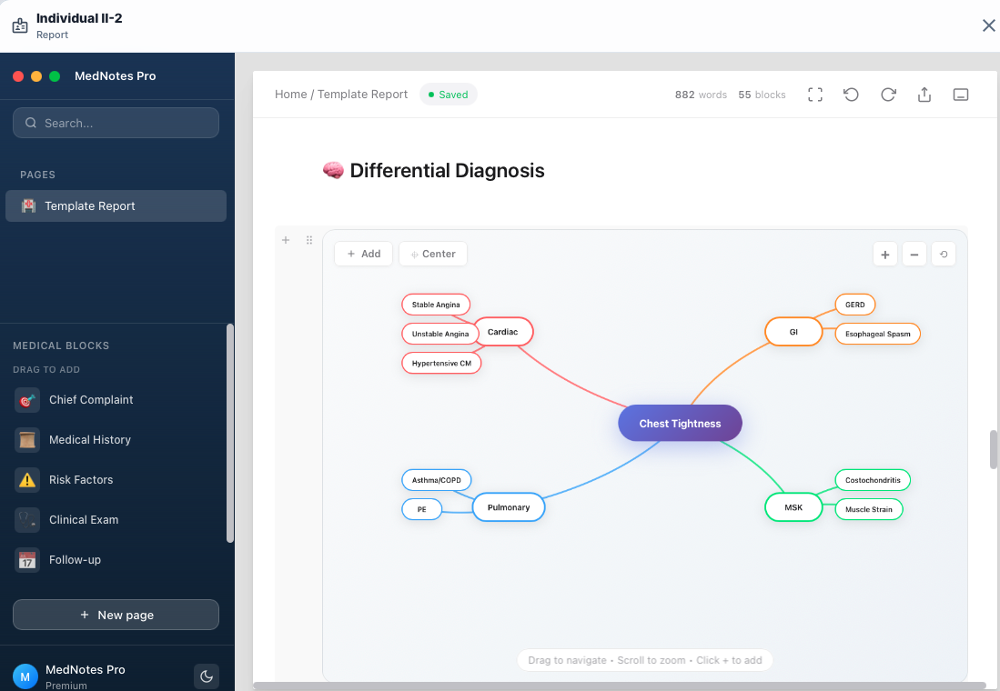 Individual II-2
Report
MedNotes Pro
Search...
PAGES
Template Report
MEDICAL BLOCKS
DRAG TO ADD
Chief Complaint
Medical History
Risk Factors
Clinical Exam
17
Follow-up
+ New page
M
MedNotes Pro
Premium
Home / Template Report
Saved
882 words 55 blocks
Differential Diagnosis
+ Add
Center
Stable Angina
Unstable Angina
Hypertensive CM
Cardiac
GI
GERD
Esophageal Spasm
Chest Tightness
Asthma/COPD
PE
Pulmonary
MSK
Costochondritis
Muscle Strain
Drag to navigate • Scroll to zoom • Click + to add